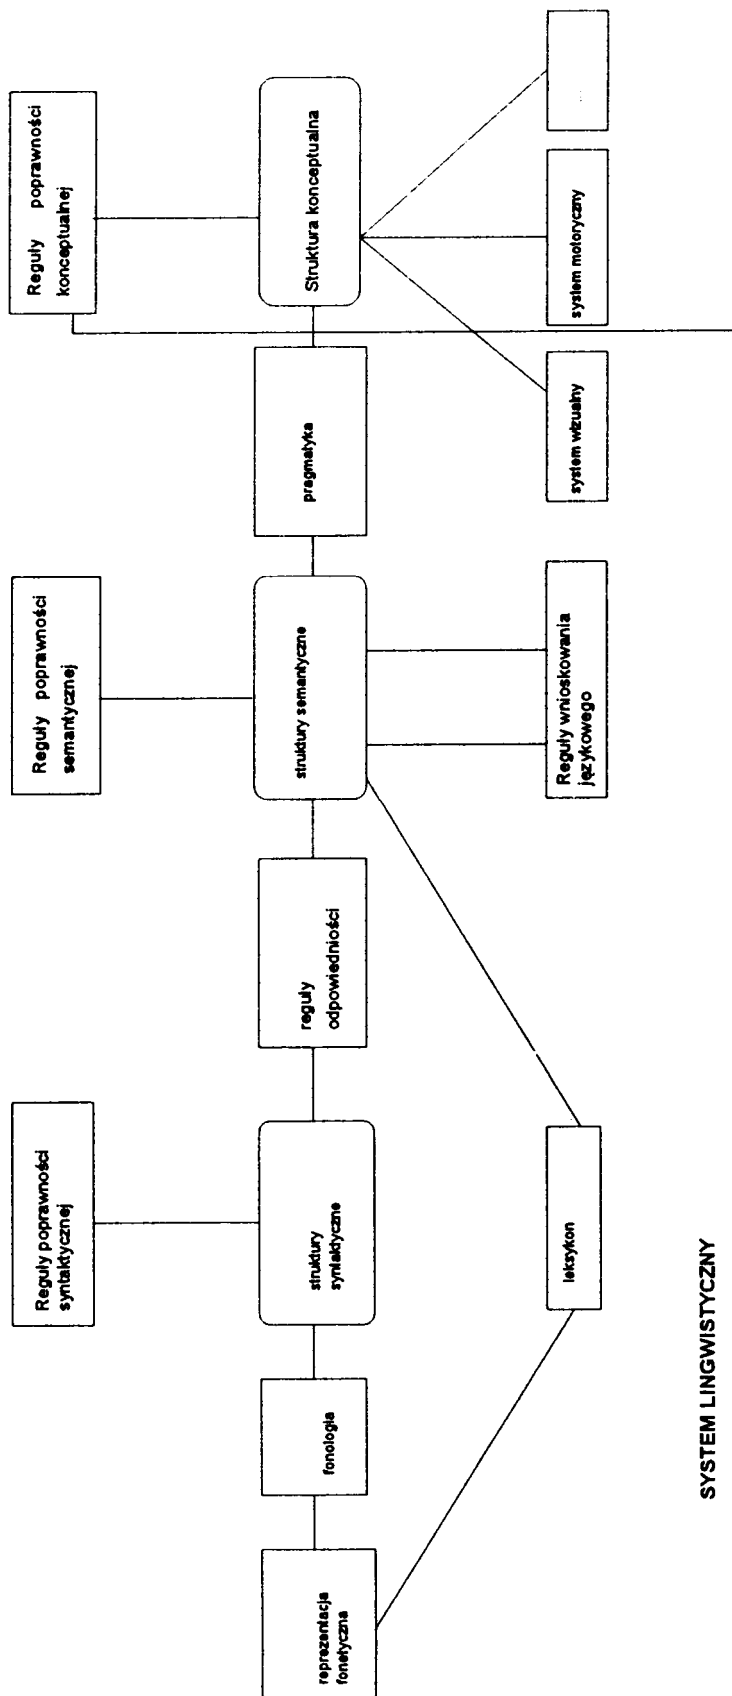 Reguły poprawności
syntaktycznej
Reguły poprawności
semantycznej
Reguły poprawności
konceptualnej
reprezentacja
fonetyczna
fonologia
struktury
syntaktyczne
reguły
odpowiedniości
struktury semantyczne
pragmatyka
Struktura konceptualna
leksykon
Reguły wnioskowania
językowego
system wizualny
system motoryczny
...
SYSTEM LINGWISTYCZNY